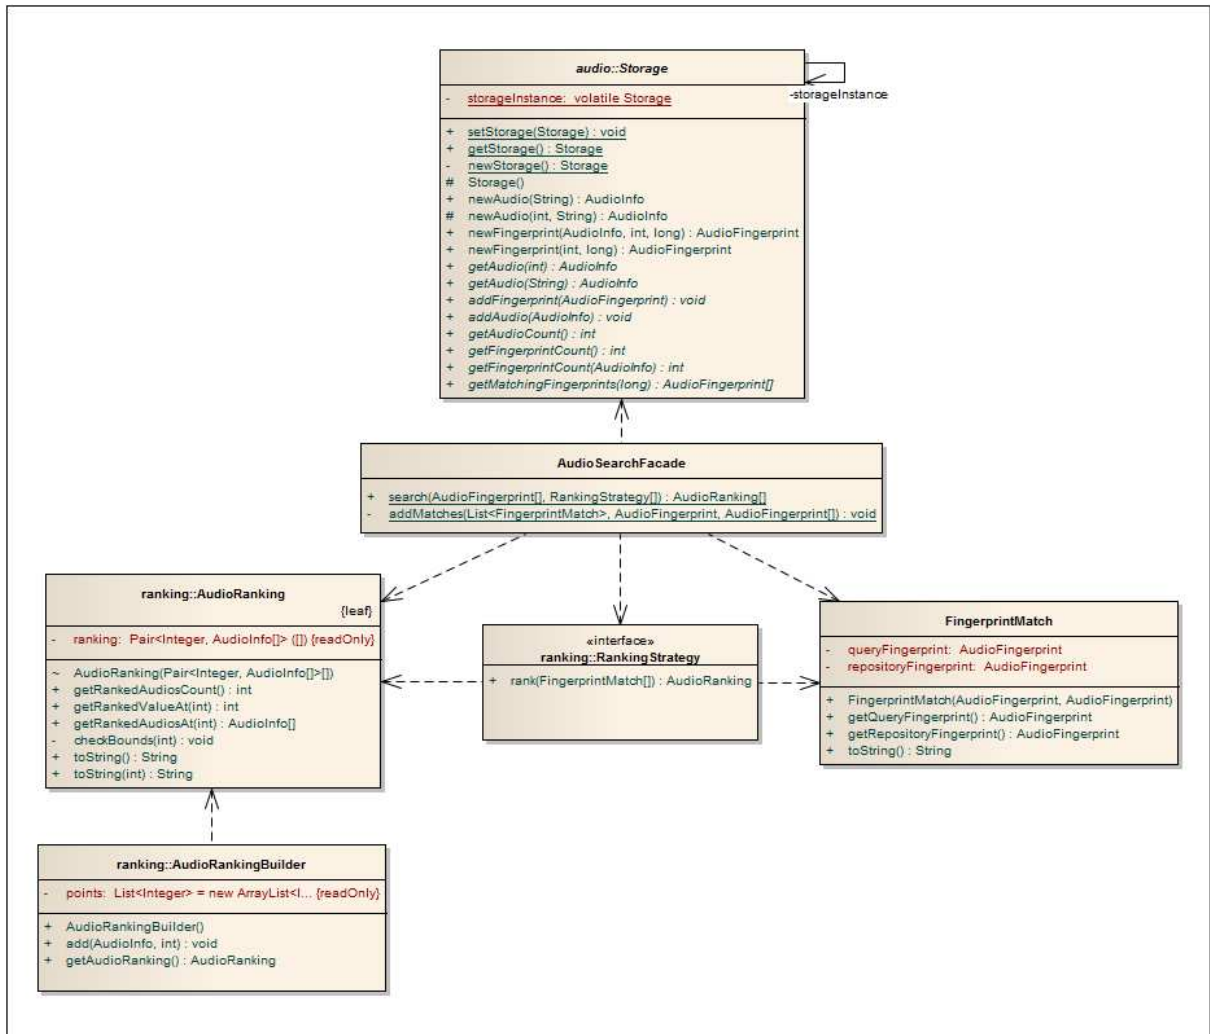 audio::Storage
- storageInstance: volatile Storage
-storageInstance
+ setStorage(Storage) : void
+ getStorage() : Storage
- newStorage() : Storage
# Storage()
+ newAudio(String) : AudioInfo
# newAudio(int, String) : AudioInfo
+ newFingerprint(AudioInfo, int, long) : AudioFingerprint
+ newFingerprint(int, long) : AudioFingerprint
+ getAudio(int) : AudioInfo
+ getAudio(String) : AudioInfo
+ addFingerprint(AudioFingerprint) : void
+ addAudio(AudioInfo) : void
+ getAudioCount() : int
+ getFingerprintCount() : int
+ getFingerprintCount(AudioInfo) : int
+ getMatchingFingerprints(long) : AudioFingerprint[]
AudioSearchFacade
+ search(AudioFingerprint[], RankingStrategy[]) : AudioRanking[]
- addMatches(List<FingerprintMatch>, AudioFingerprint, AudioFingerprint[]) : void
ranking::AudioRanking
{leaf}
- ranking: Pair<Integer, AudioInfo[]> ([]) {readOnly}
~ AudioRanking(Pair<Integer, AudioInfo[]>[])
+ getRankedAudiosCount() : int
+ getRankedValueAt(int) : int
+ getRankedAudiosAt(int) : AudioInfo[]
- checkBounds(int) : void
+ toString() : String
+ toString(int) : String
«interface»
ranking::RankingStrategy
+ rank(FingerprintMatch[]) : AudioRanking
FingerprintMatch
- queryFingerprint: AudioFingerprint
- repositoryFingerprint: AudioFingerprint
+ FingerprintMatch(AudioFingerprint, AudioFingerprint)
+ getQueryFingerprint() : AudioFingerprint
+ getRepositoryFingerprint() : AudioFingerprint
+ toString() : String
ranking::AudioRankingBuilder
- points: List<Integer> = new ArrayList<I... {readOnly}
+ AudioRankingBuilder()
+ add(AudioInfo, int) : void
+ getAudioRanking() : AudioRanking